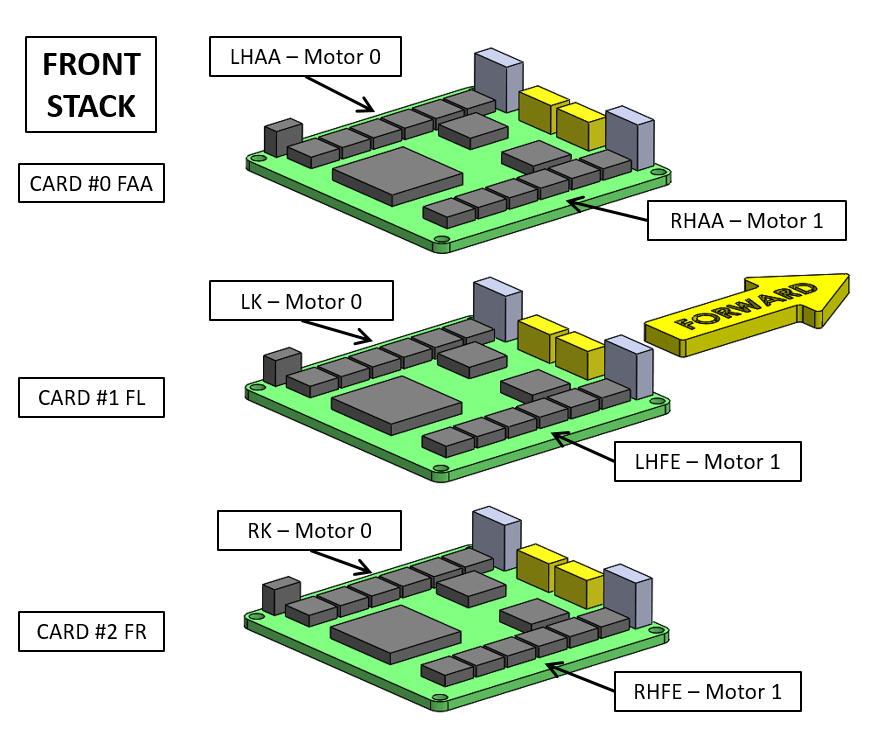 FRONT
STACK
LHAA – Motor 0
CARD #0 FAA
RHAA – Motor 1
FORWARD
LK – Motor 0
CARD #1 FL
LHFE – Motor 1
RK – Motor 0
CARD #2 FR
RHFE – Motor 1